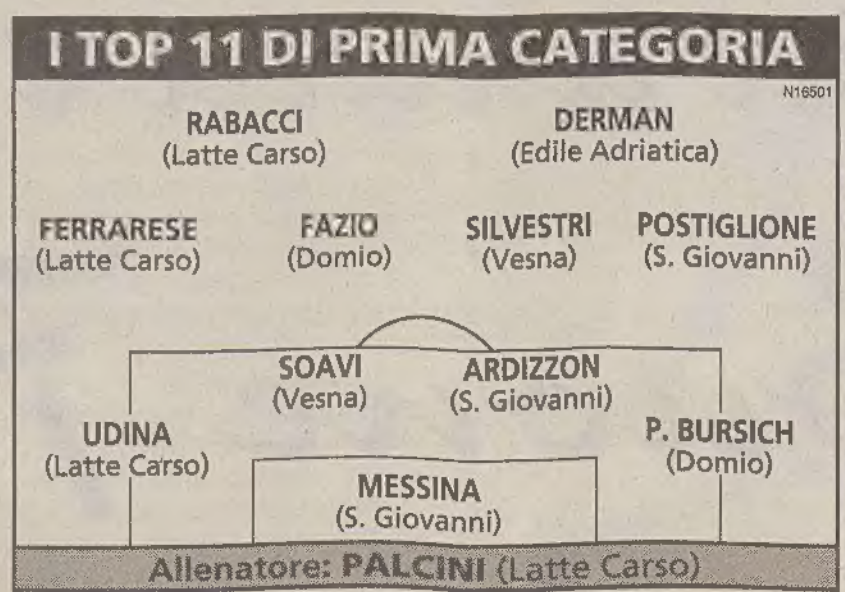 I TOP 11 DI PRIMA CATEGORIA
N16501
RABACCI
(Latte Carso)
DERMAN
(Edile Adriatica)
FERRARESE
(Latte Carso)
FAZIO
(Domio)
SILVESTRI
(Vesna)
POSTIGLIONE
(S. Giovanni)
SOAVI
(Vesna)
ARDIZZON
(S. Giovanni)
UDINA
(Latte Carso)
P. BURSICH
(Domio)
MESSINA
(S. Giovanni)
Allenatore: PALCINI (Latte Carso)